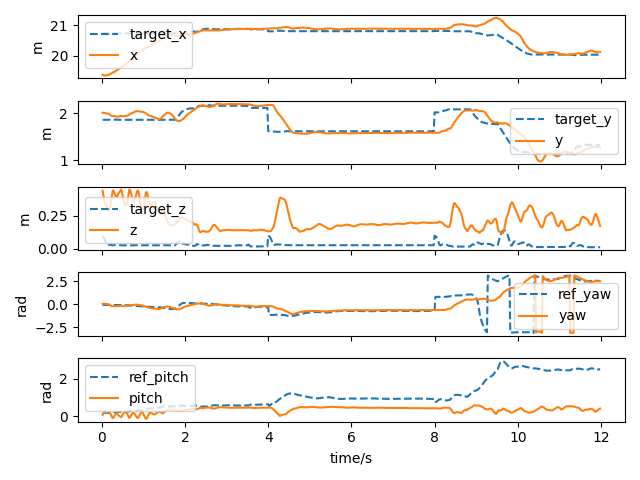 21
20
m
target_x
x
2
1
m
target_y
y
0.25
0.00
m
target_z
z
2.5
0.0
−2.5
rad
ref_yaw
yaw
2
0
rad
ref_pitch
pitch
0 2 4 6 8 10 12
time/s